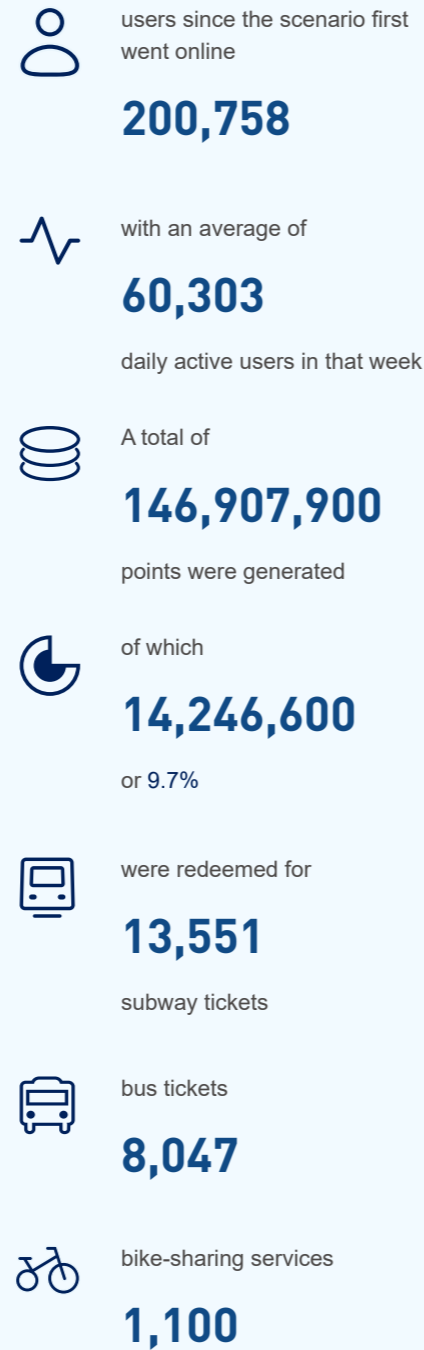 users since the scenario first
went online
200,758
with an average of
60,303
daily active users in that week
A total of
146,907,900
points were generated
of which
14,246,600
or 9.7%
were redeemed for
13,551
subway tickets
bus tickets
8,047
bike-sharing services
1,100